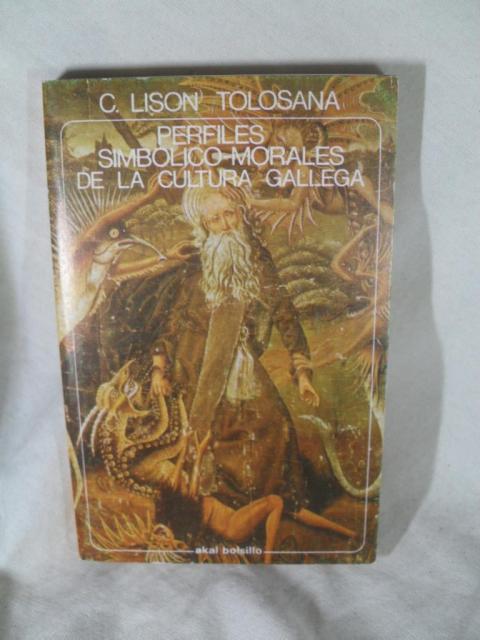 C. LISON TOLOSANA
PERFILES
SIMBOLICO-MORALES
DE LA CULTURA GALLEGA
akal bolsillo